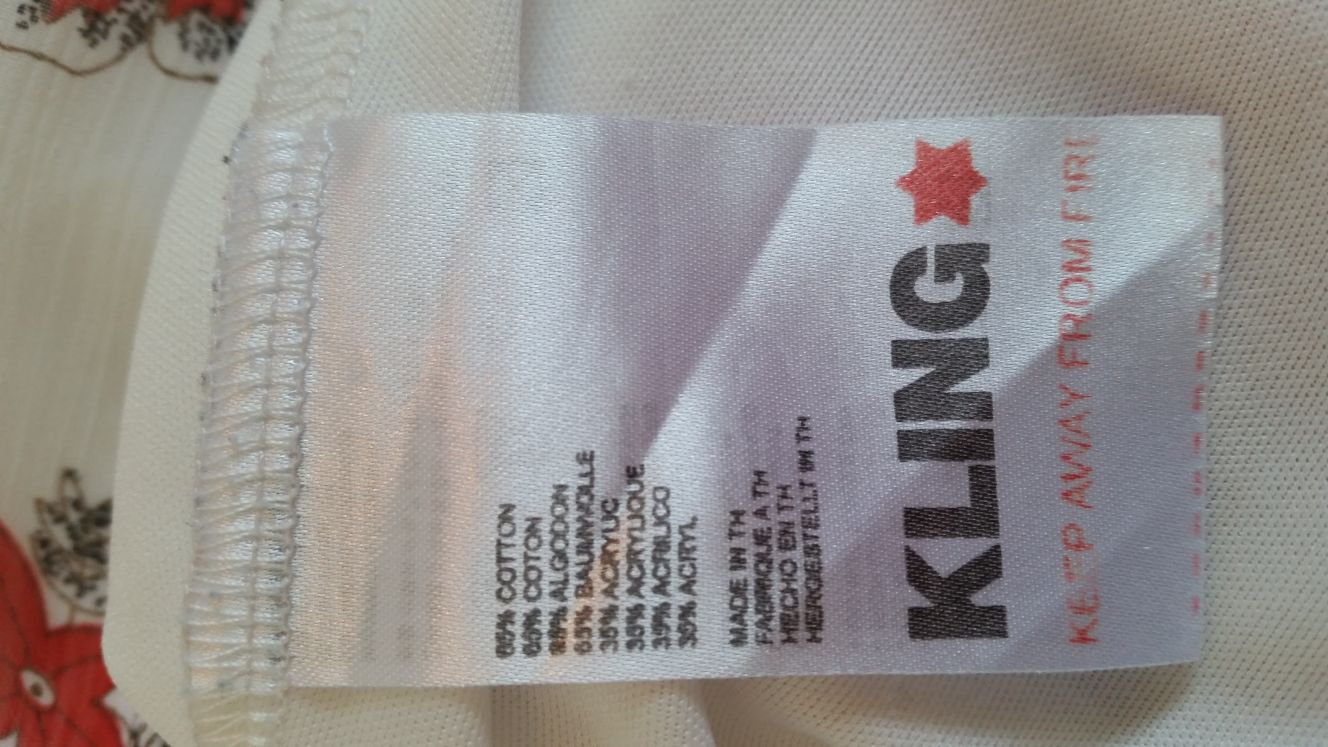 65% COTTON
65% COTON
65% ALGODON
65% BAUMWOLLE
35% ACRYLIC
35% ACRYLIQUE
35% ACRILICO
35% ACRYL
MADE IN TH
FABRIQUE A TH
HECHO EN TH
HERGESTELLT IN TH
KLING
KEEP AWAY FROM FIRE